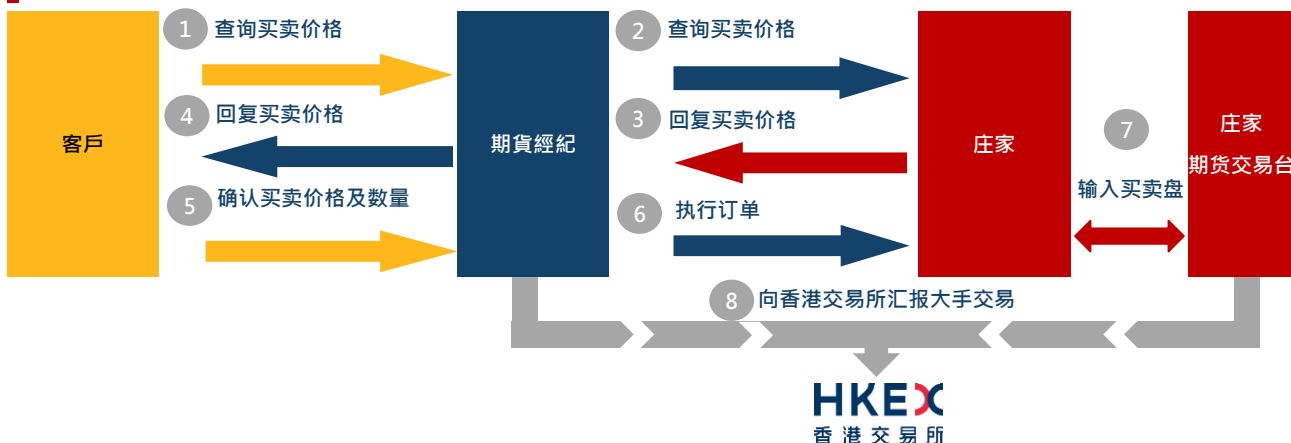 1 查询买卖价格
2 查询买卖价格
4 回复买卖价格
3 回复买卖价格
7
客戶
期貨經紀
庄家
庄家
期货交易台
5 确认买卖价格及数量
6 执行订单
输入买卖盘
8 向香港交易所汇报大手交易
HKEX
香港交易所